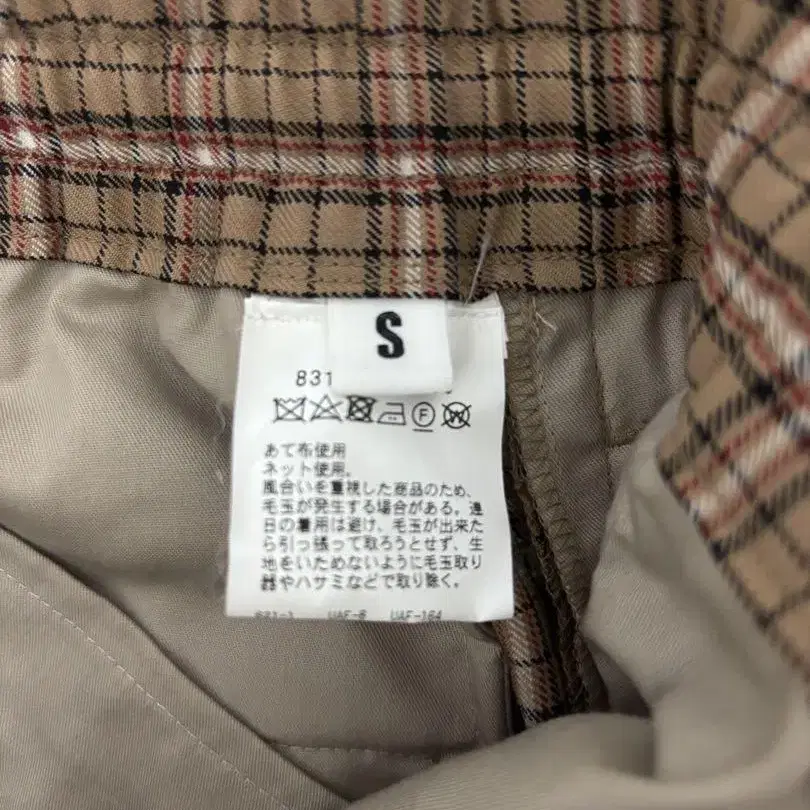 S
831
F
W
あて布使用
ネット使用。
風合いを重視した商品のため、
毛玉が発生する場合がある。連
日の着用は避け、毛玉が出来た
ら引っ張って取ろうとせず、生
地をいためないように毛玉取り
器やハサミなどで取り除く。
UAF-6 UAF-164